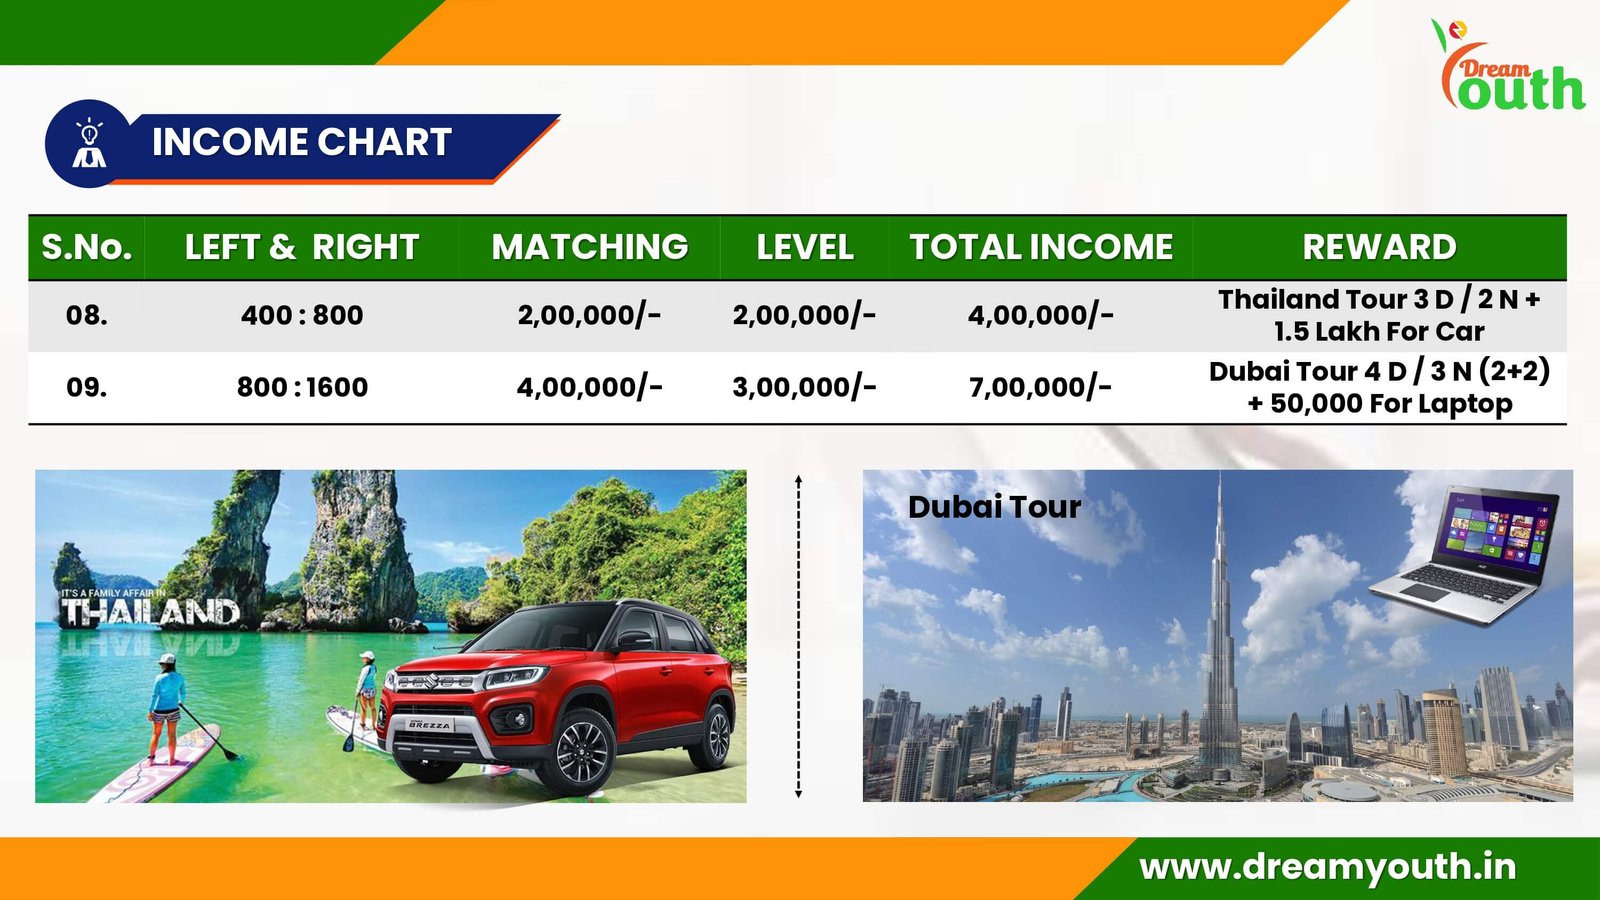 Dream
outh
INCOME CHART
S.No. LEFT & RIGHT MATCHING LEVEL TOTAL INCOME REWARD
08. 400 : 800 2,00,000/- 2,00,000/- 4,00,000/- Thailand Tour 3 D / 2 N +
1.5 Lakh For Car
09. 800 : 1600 4,00,000/- 3,00,000/- 7,00,000/- Dubai Tour 4 D / 3 N (2+2)
+ 50,000 For Laptop
IT'S A FAMILY AFFAIR IN
THAILAND
BREZZA
Dubai Tour
www.dreamyouth.in